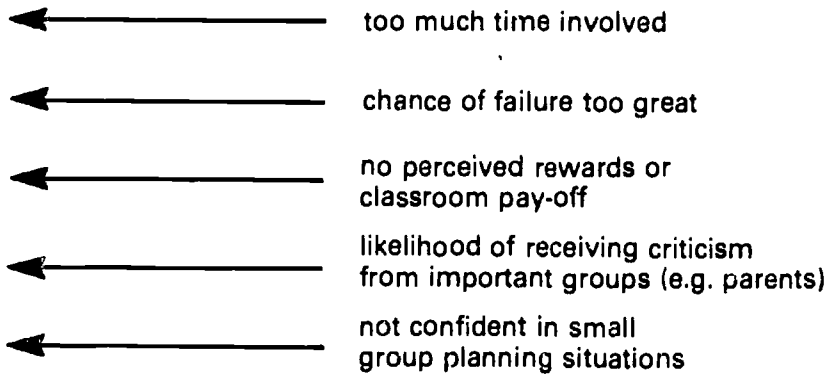 too much time involved
chance of failure too great
no perceived rewards or
classroom pay-off
likelihood of receiving criticism
from important groups (e.g. parents)
not confident in small
group planning situations